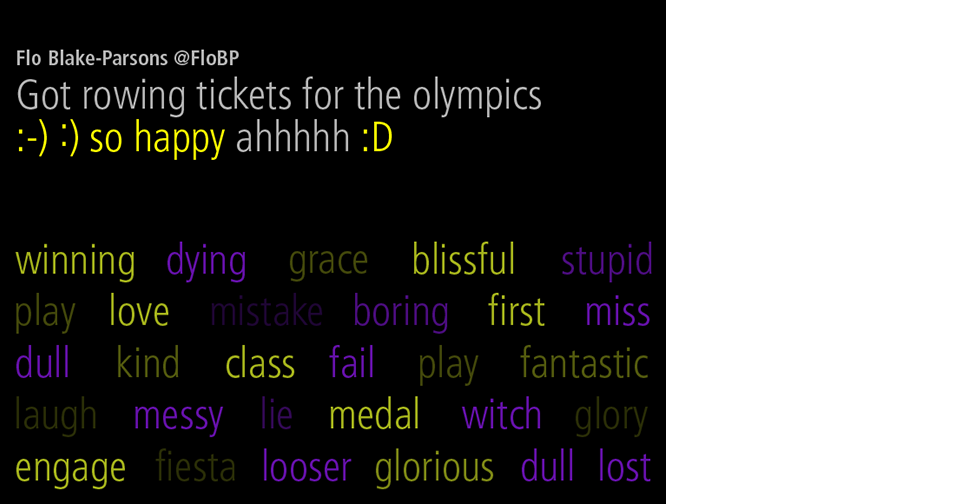 Flo Blake-Parsons @FloBP
Got rowing tickets for the olympics
:-) :) so happy ahhhhh :D
winning dying grace blissful stupid
play love mistake boring first miss
dull kind class fail play fantastic
laugh messy lie medal witch glory
engage fiesta looser glorious dull lost